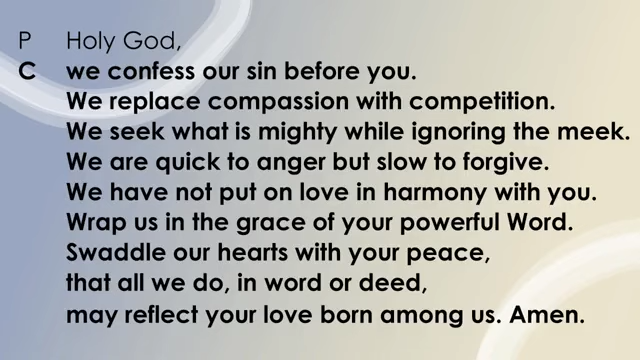 P Holy God,
C we confess our sin before you.
We replace compassion with competition.
We seek what is mighty while ignoring the meek.
We are quick to anger but slow to forgive.
We have not put on love in harmony with you.
Wrap us in the grace of your powerful Word.
Swaddle our hearts with your peace,
that all we do, in word or deed,
may reflect your love born among us. Amen.